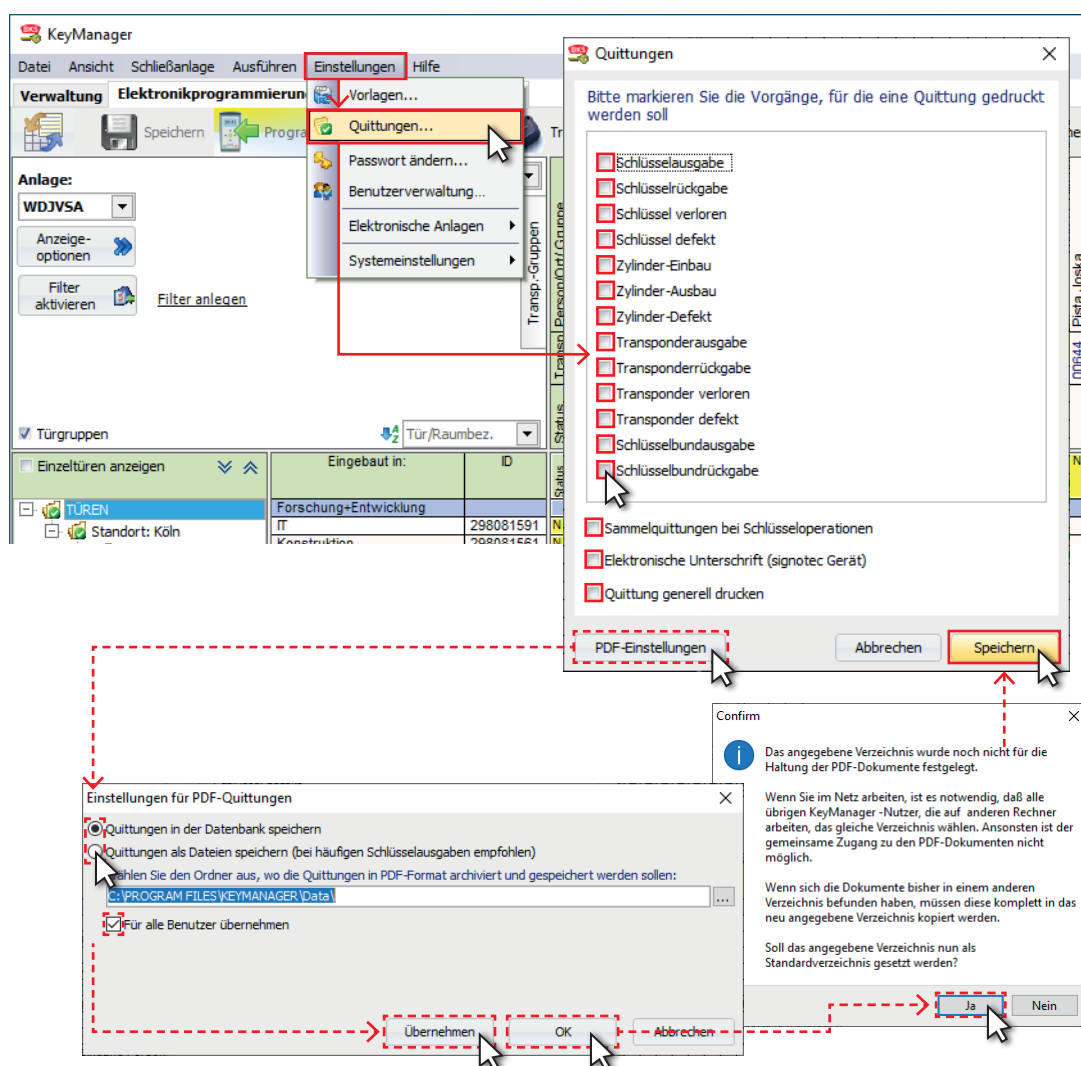 KeyManager
Datei Ansicht Schließanlage Ausführen Einstellungen Hilfe
Verwaltung Elektronikprogrammierung
Speichern
Vorlagen...
Quittungen...
Passwort ändern...
Benutzerverwaltung...
Elektronische Anlagen
Systemeinstellungen
Anlage:
WDJVSA
Anzeige-
optionen
Filter
aktivieren
Filter anlegen
Transp.-Gruppen
Person/Ort/Gruppe
Status
Status
Pista Joska
00644
Türgruppen
Tür/Raumbez.
Einzeltüren anzeigen
Eingebaut in:
ID
TÜREN
Standort: Köln
Forschung+Entwicklung
IT
298081591
Konstruktion
298081561
Quittungen
Bitte markieren Sie die Vorgänge, für die eine Quittung gedruckt
werden soll
Schlüsselausgabe
Schlüsselrückgabe
Schlüssel verloren
Schlüssel defekt
Zylinder-Einbau
Zylinder-Ausbau
Zylinder-Defekt
Transponderausgabe
Transponderrückgabe
Transponder verloren
Transponder defekt
Schlüsselbundausgabe
Schlüsselbundrückgabe
Sammelquittungen bei Schlüsseloperationen
Elektronische Unterschrift (signotec Gerät)
Quittung generell drucken
PDF-Einstellungen
Abbrechen
Speichern
Confirm
Das angegebene Verzeichnis wurde noch nicht für die
Haltung der PDF-Dokumente festgelegt.
Wenn Sie im Netz arbeiten, ist es notwendig, daß alle
übrigen KeyManager -Nutzer, die auf anderen Rechner
arbeiten, das gleiche Verzeichnis wählen. Ansonsten ist der
gemeinsame Zugang zu den PDF-Dokumenten nicht
möglich.
Wenn sich die Dokumente bisher in einem anderen
Verzeichnis befunden haben, müssen diese komplett in das
neu angegebene Verzeichnis kopiert werden.
Soll das angegebene Verzeichnis nun als
Standardverzeichnis gesetzt werden?
Ja
Nein
Einstellungen für PDF-Quittungen
Quittungen in der Datenbank speichern
Quittungen als Dateien speichern (bei häufigen Schlüsselausgaben empfohlen)
Wählen Sie den Ordner aus, wo die Quittungen in PDF-Format archiviert und gespeichert werden sollen:
C:\PROGRAM FILES\KEYMANAGER\Data\
...
Für alle Benutzer übernehmen
Übernehmen
OK
Abbrechen